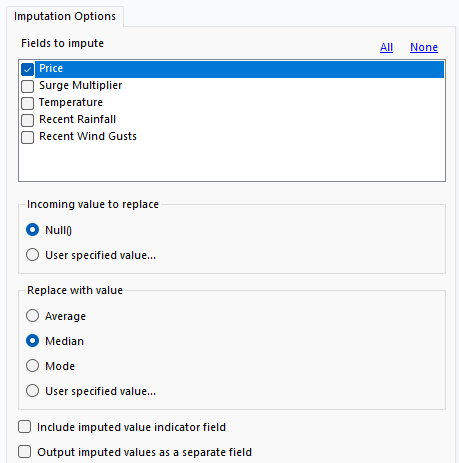 Imputation Options
Fields to impute All None
Price
Surge Multiplier
Temperature
Recent Rainfall
Recent Wind Gusts
Incoming value to replace
Null()
User specified value...
Replace with value
Average
Median
Mode
User specified value...
Include imputed value indicator field
Output imputed values as a separate field